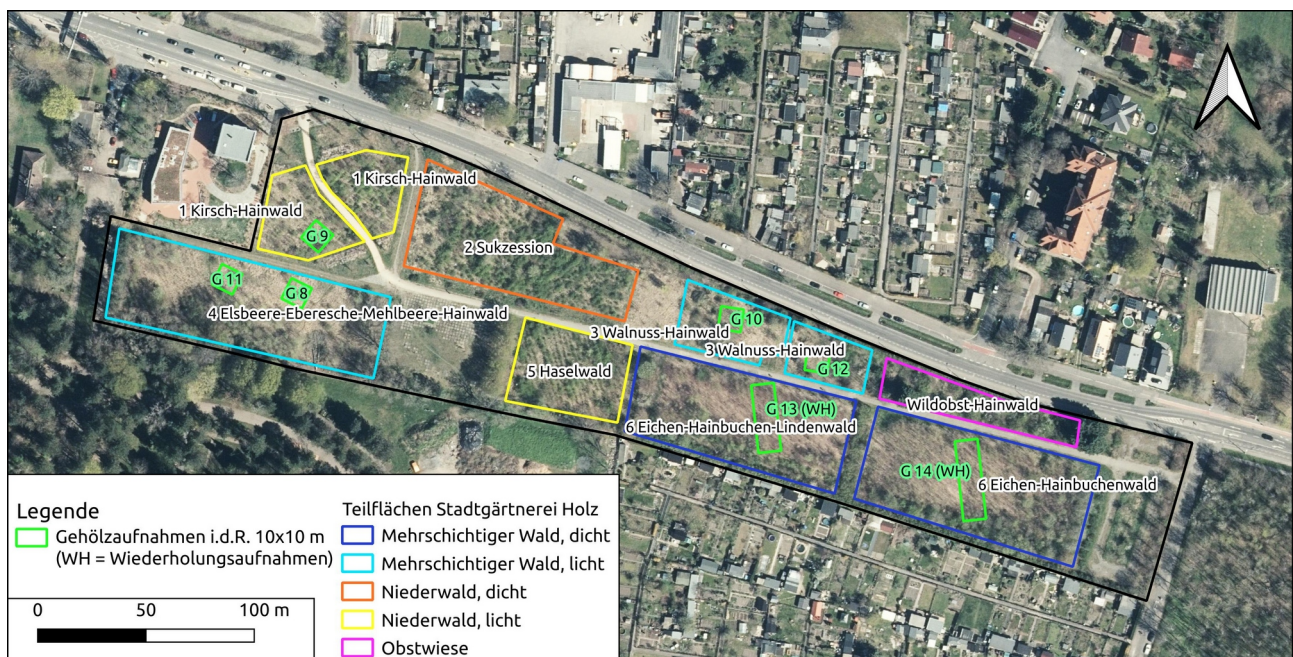 1 Kirsch-Hainwald
1 Kirsch-Hainwald
G 9
2 Sukzession
G 11
G 8
4 Elsbeere-Eberesche-Mehlbeere-Hainwald
3 Walnuss-Hainwald
G 10
3 Walnuss-Hainwald
G 12
5 Haselwald
Wildobst-Hainwald
G 13 (WH)
6 Eichen-Hainbuchen-Lindenwald
G 14 (WH)
6 Eichen-Hainbuchenwald
Legende
Gehölzaufnahmen i.d.R. 10x10 m
(WH = Wiederholungsaufnahmen)
0 50 100 m
Teilflächen Stadtgärtnerei Holz
Mehrschichtiger Wald, dicht
Mehrschichtiger Wald, licht
Niederwald, dicht
Niederwald, licht
Obstwiese